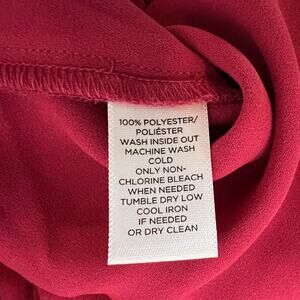 100% POLYESTER/
POLIÉSTER
WASH INSIDE OUT
MACHINE WASH
COLD
ONLY NON-
CHLORINE BLEACH
WHEN NEEDED
TUMBLE DRY LOW
COOL IRON
IF NEEDED
OR DRY CLEAN